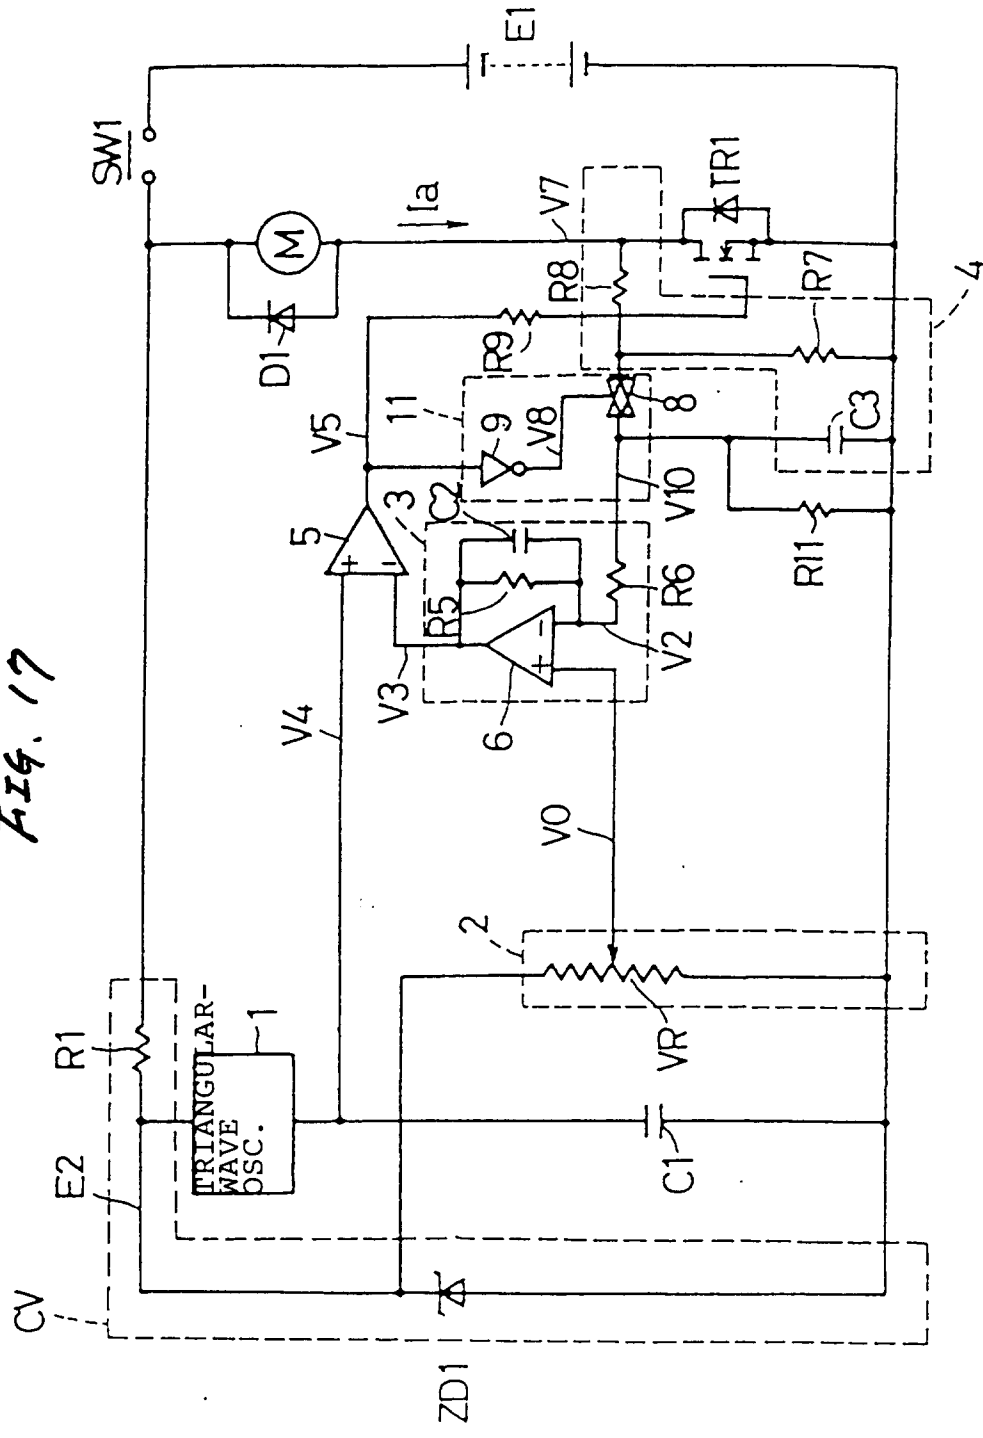 FIG. 17
CV
E2
R1
SW1
TRIANGULAR-
WAVE
OSC.
1
M
D1
Ia
E1
V4
V5
5
+
−
V3
3
C2
R5
6
+
−
V2
R6
11
9
V8
8
V10
R9
R8
V7
TR1
R7
4
C3
R11
V0
2
VR
C1
ZD1